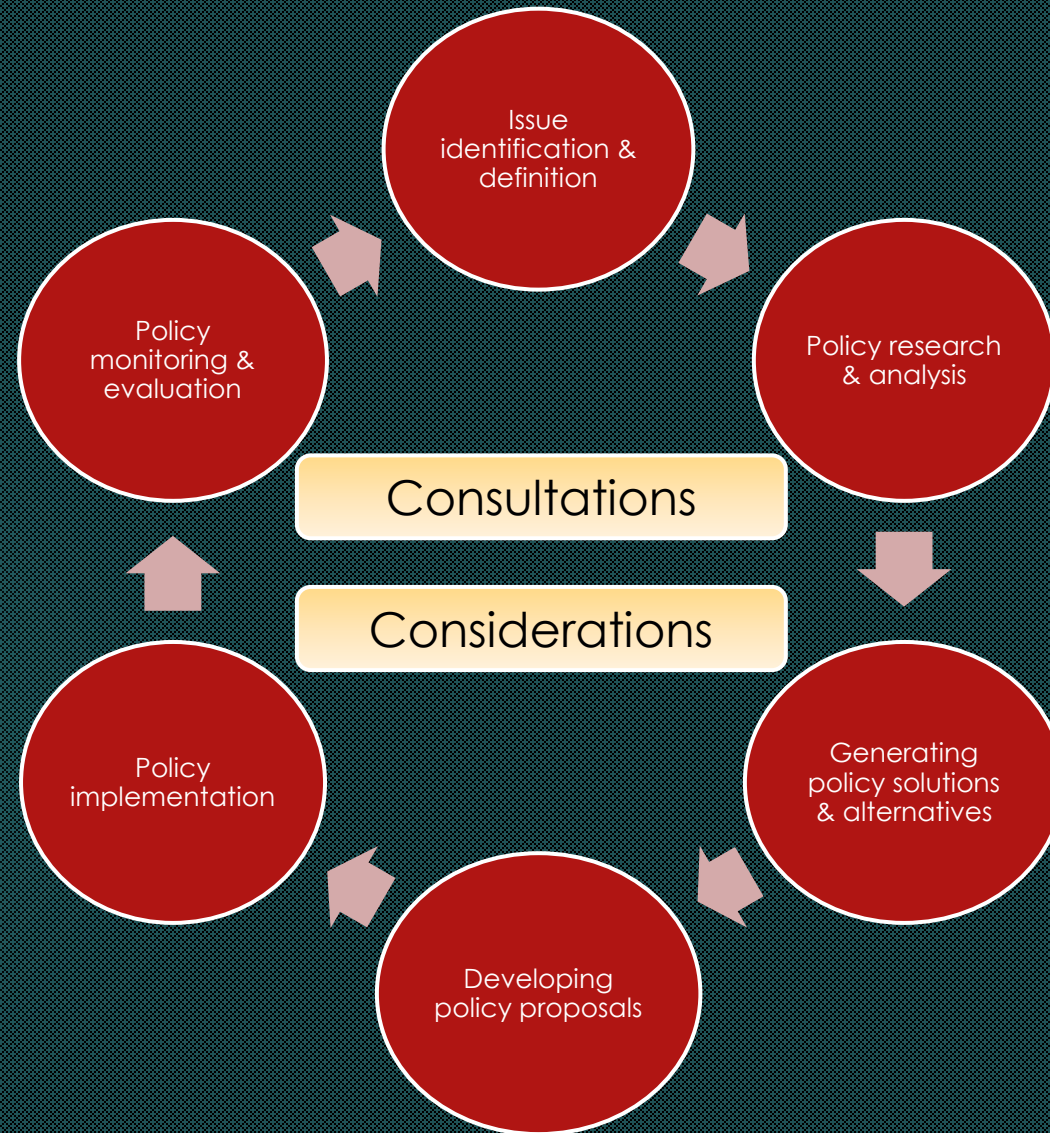 Issue
identification &
definition
Policy research
& analysis
Generating
policy solutions
& alternatives
Developing
policy proposals
Policy
implementation
Policy
monitoring &
evaluation
Consultations
Considerations